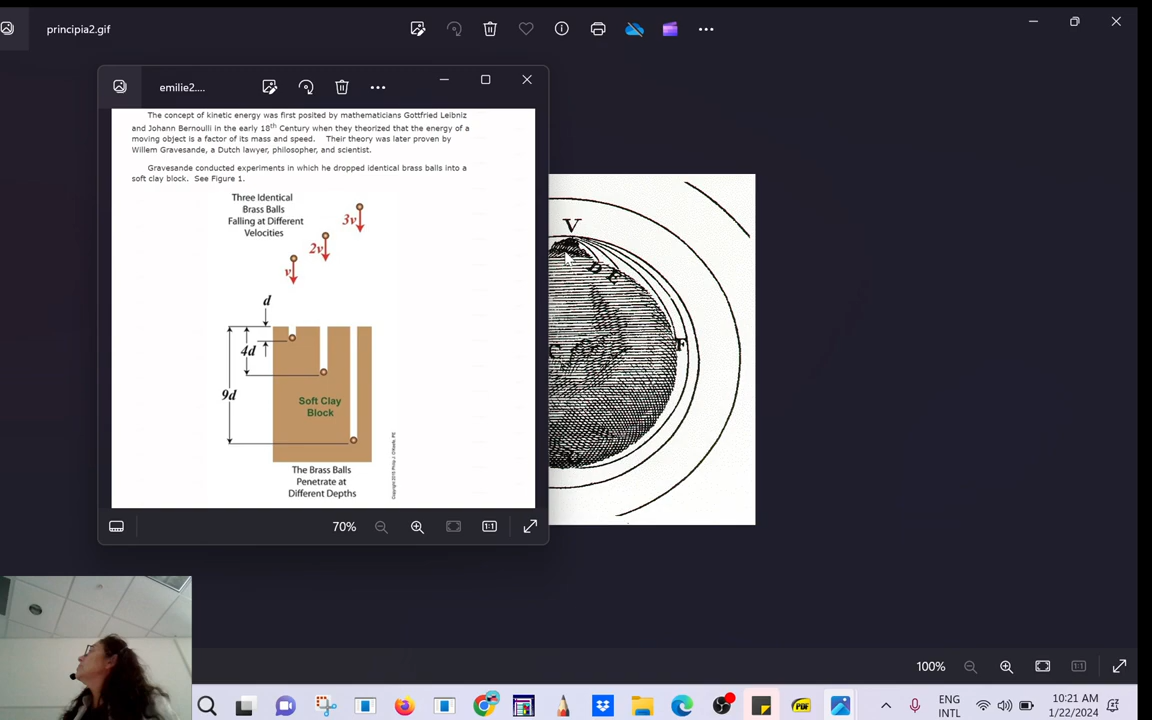 principia2.gif
emilie2....
The concept of kinetic energy was first posited by mathematicians Gottfried Leibniz
and Johann Bernoulli in the early 18th Century when they theorized that the energy of a
moving object is a factor of its mass and speed. Their theory was later proven by
Willem Gravesande, a Dutch lawyer, philosopher, and scientist.
Gravesande conducted experiments in which he dropped identical brass balls into a
soft clay block. See Figure 1.
Three Identical
Brass Balls
Falling at Different
Velocities
3v
2v
v
d
4d
9d
Soft Clay
Block
The Brass Balls
Penetrate at
Different Depths
V
D
E
F
C
70%
1:1
100%
1:1
PDF
ENG
INTL
10:21 AM
1/22/2024